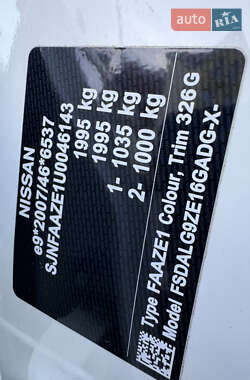 auto RIA
NISSAN
e9*2007/46*6537
SJNFAAZE1U0046143
1995 kg
1995 kg
1- 1035 kg
2- 1000 kg
Type FAAZE1 Colour, Trim 326G
Model FSDALG9ZE16GADG-X-